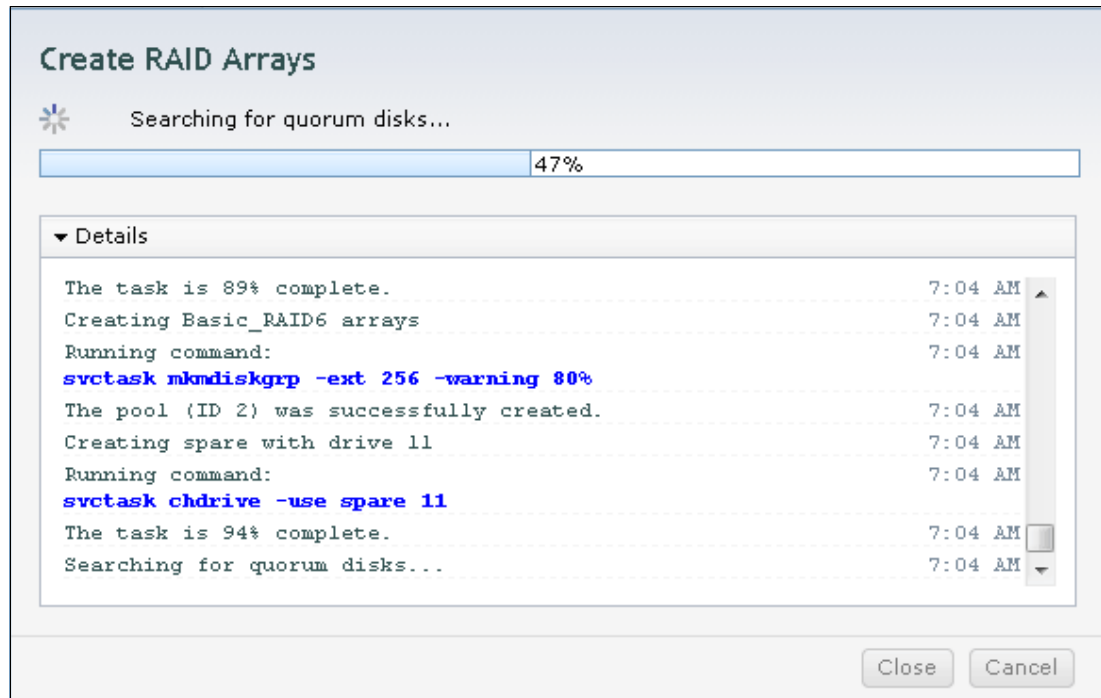 Create RAID Arrays
Searching for quorum disks...
47%
Details
The task is 89% complete. 7:04 AM
Creating Basic_RAID6 arrays 7:04 AM
Running command: 7:04 AM
svctask mkmdiskgrp -ext 256 -warning 80%
The pool (ID 2) was successfully created. 7:04 AM
Creating spare with drive 11 7:04 AM
Running command: 7:04 AM
svctask chdrive -use spare 11
The task is 94% complete. 7:04 AM
Searching for quorum disks... 7:04 AM
Close Cancel